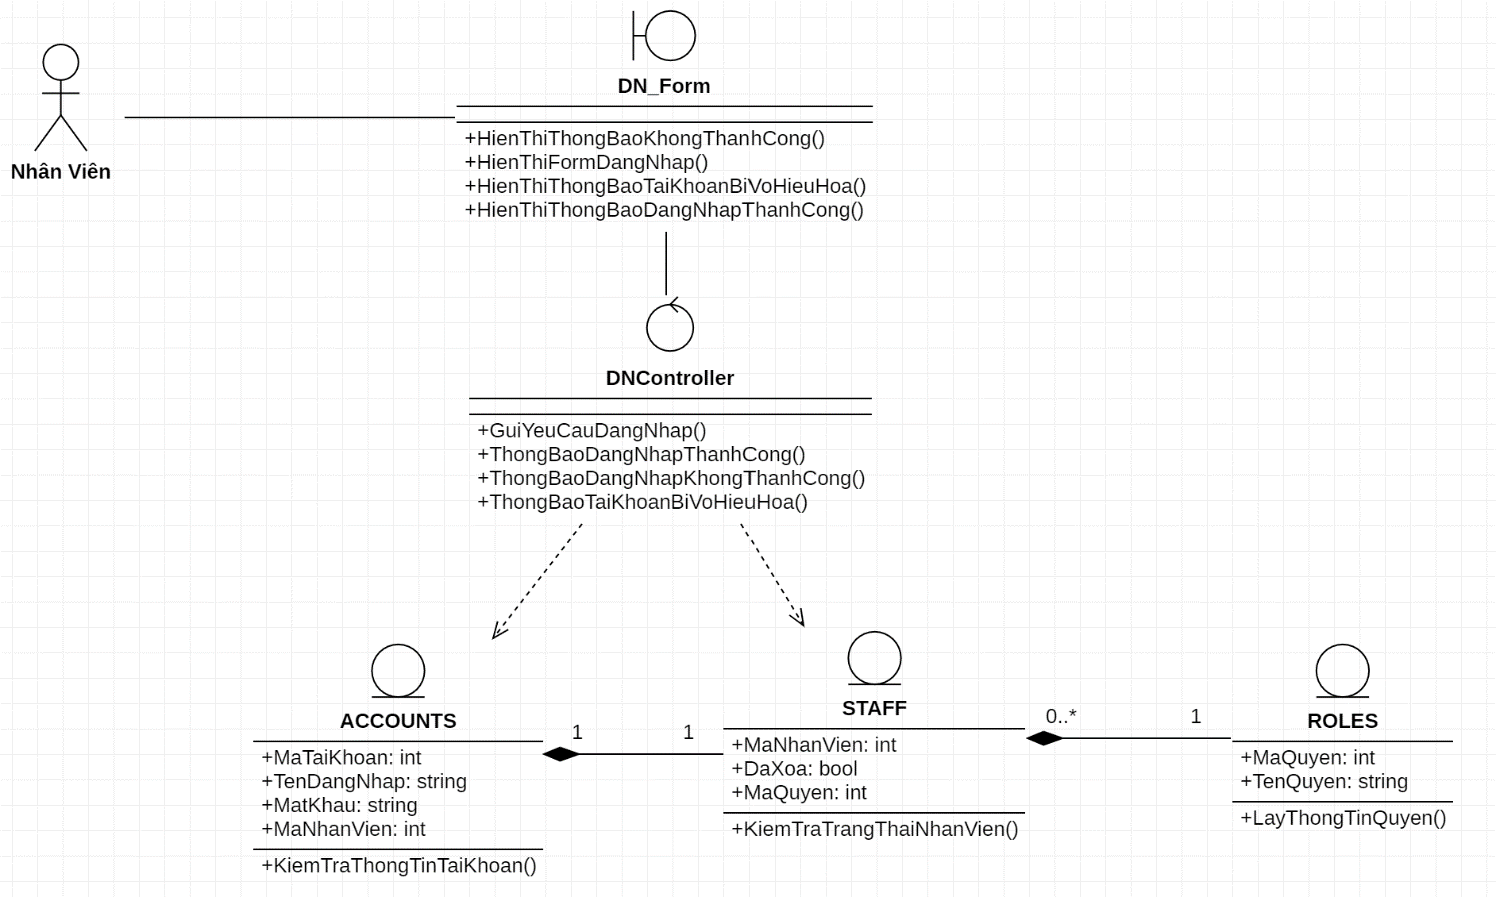 Nhân Viên
DN_Form
+HienThiThongBaoKhongThanhCong()
+HienThiFormDangNhap()
+HienThiThongBaoTaiKhoanBiVoHieuHoa()
+HienThiThongBaoDangNhapThanhCong()
DNController
+GuiYeuCauDangNhap()
+ThongBaoDangNhapThanhCong()
+ThongBaoDangNhapKhongThanhCong()
+ThongBaoTaiKhoanBiVoHieuHoa()
ACCOUNTS
+MaTaiKhoan: int
+TenDangNhap: string
+MatKhau: string
+MaNhanVien: int
+KiemTraThongTinTaiKhoan()
1
1
STAFF
+MaNhanVien: int
+DaXoa: bool
+MaQuyen: int
+KiemTraTrangThaiNhanVien()
0..*
1
ROLES
+MaQuyen: int
+TenQuyen: string
+LayThongTinQuyen()